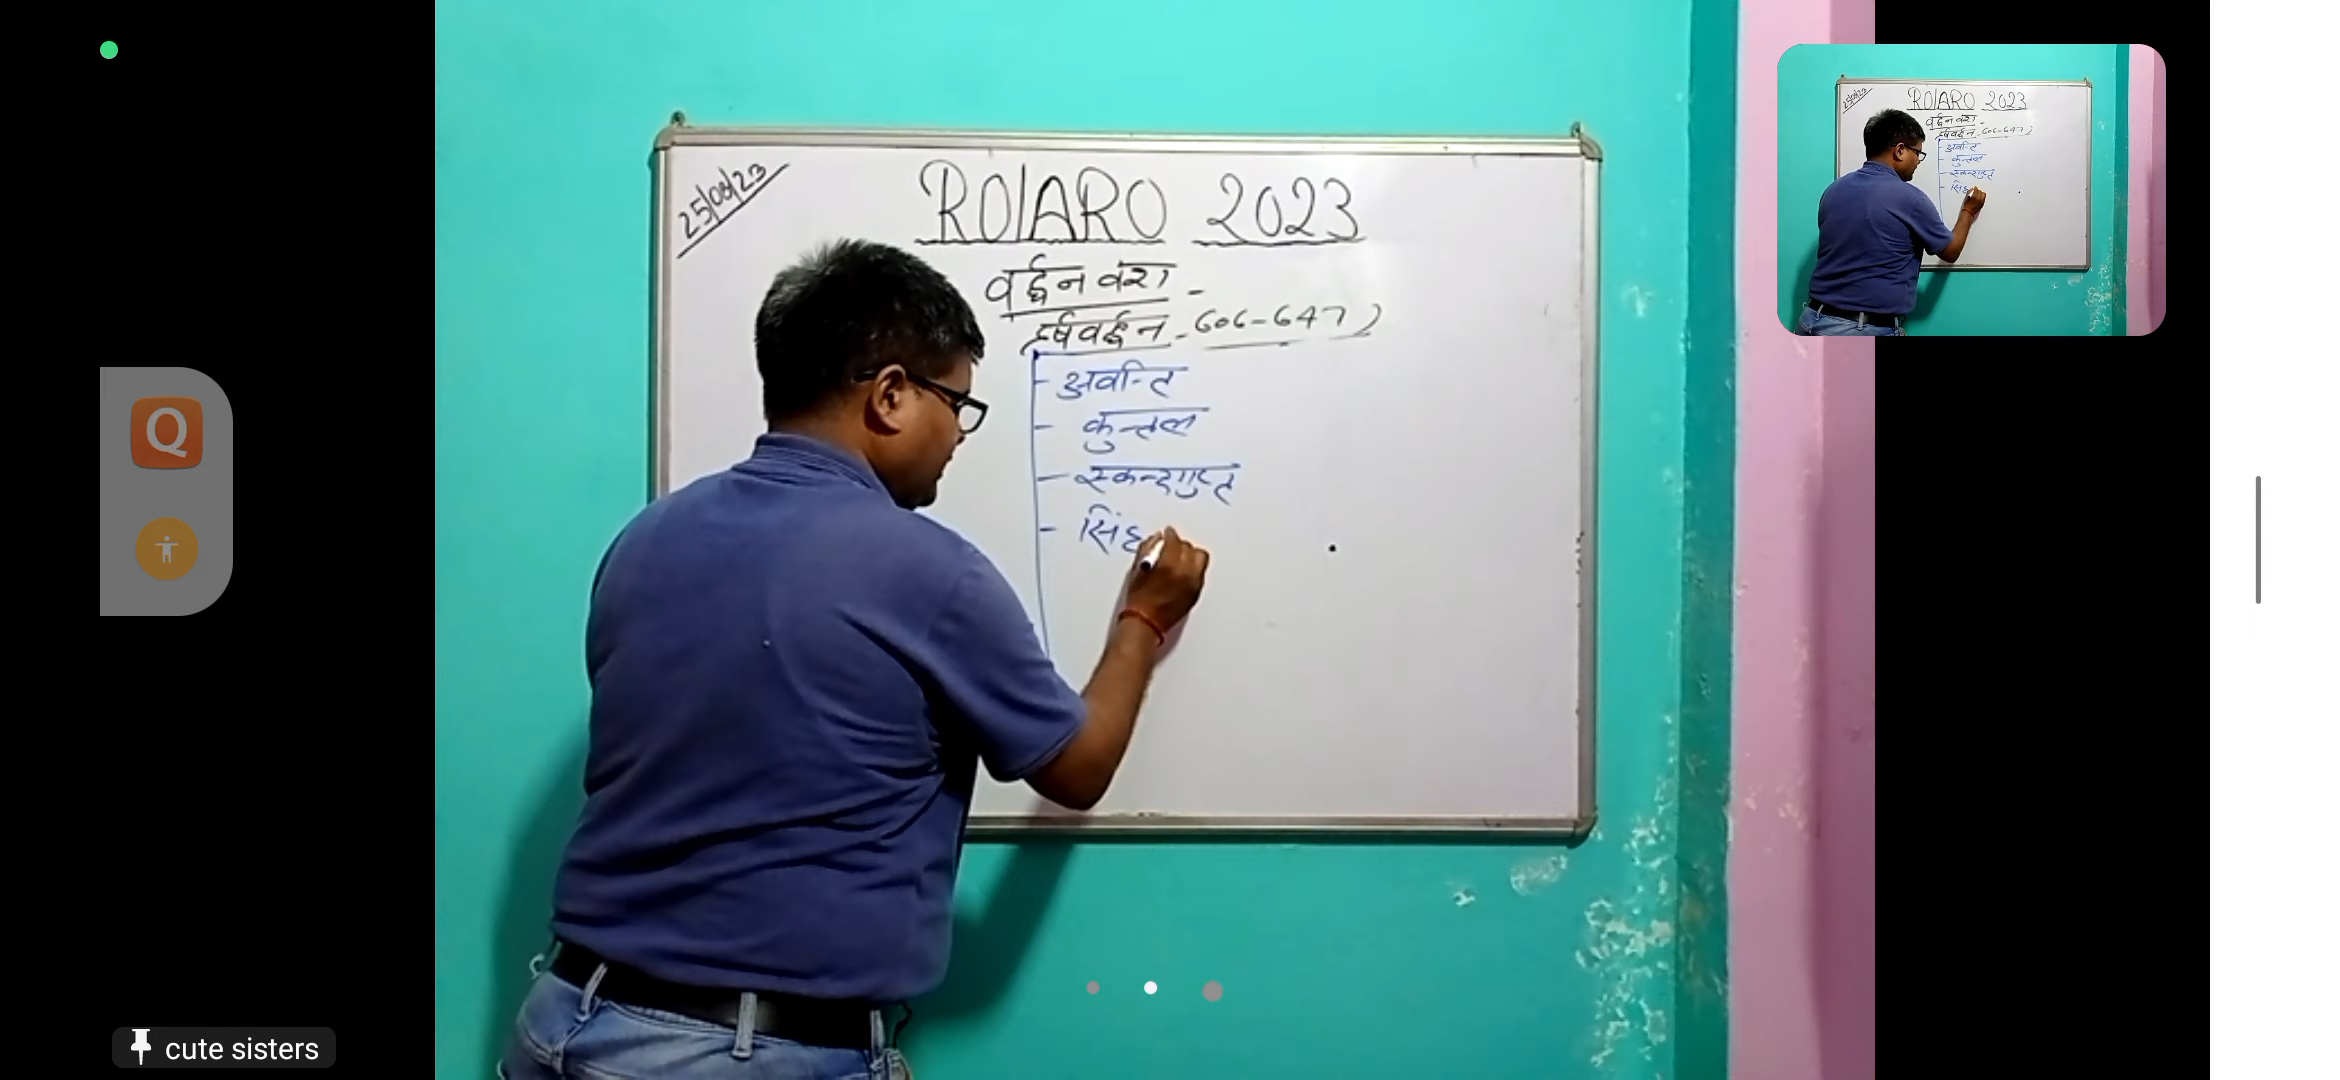 25/08/23
RO/ARO 2023
वर्द्धन वंश -
हर्षवर्द्धन - 606-647)
- अवन्ति
- कुन्तल
- स्कन्दगुप्त
- सिंह
Q
cute sisters